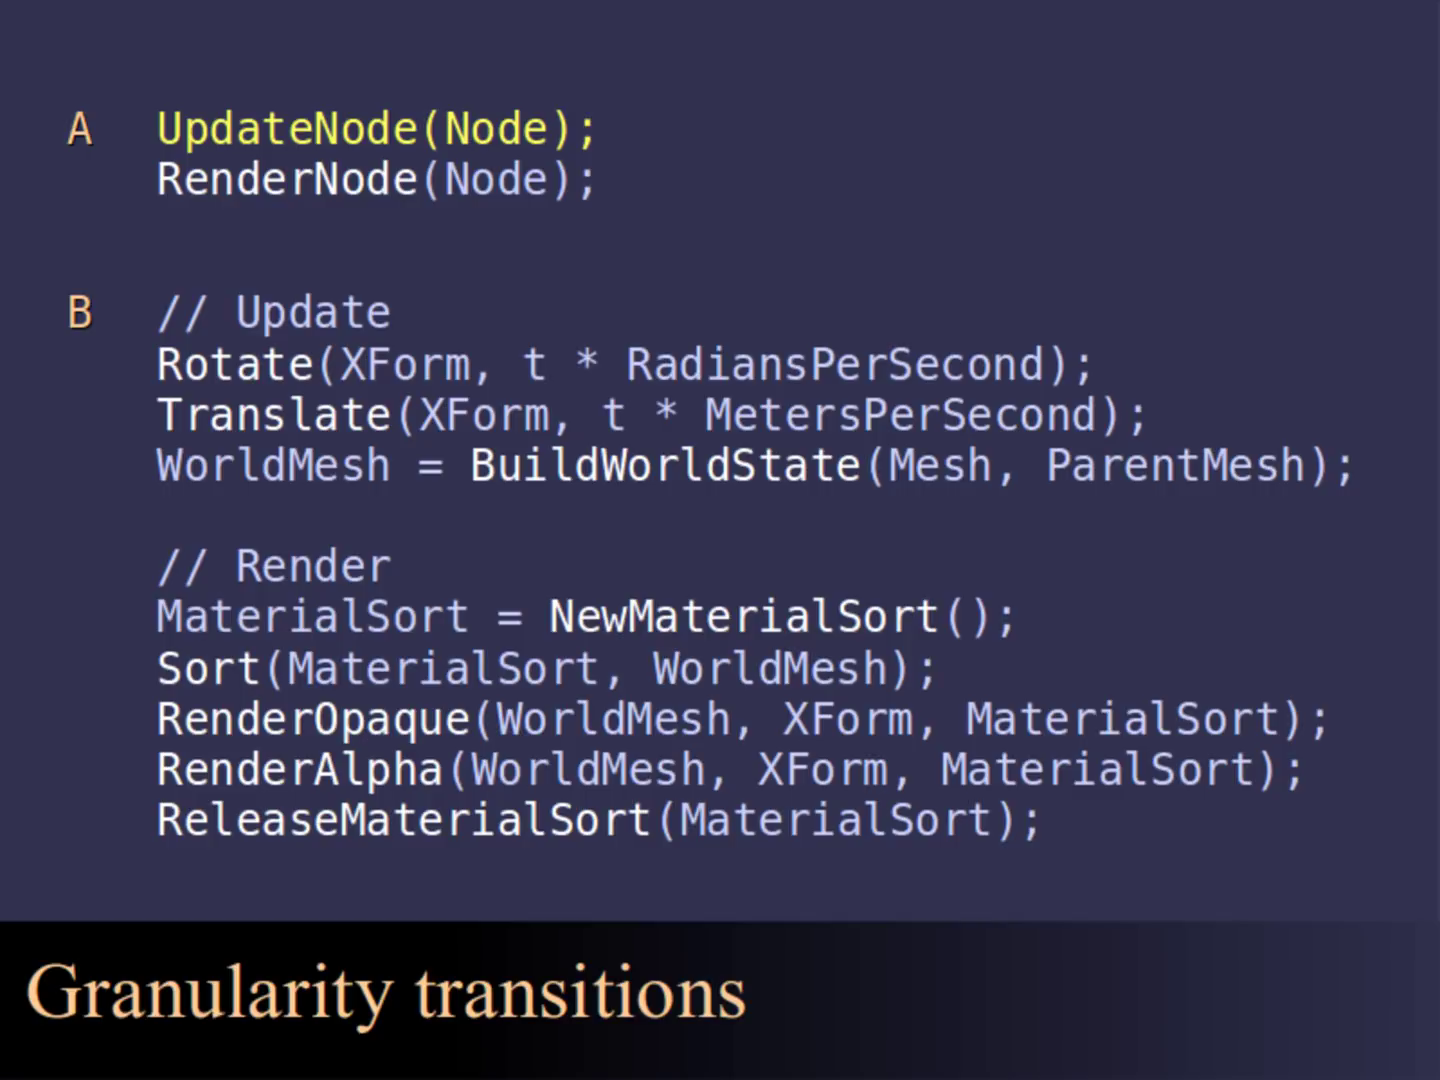 A UpdateNode(Node);
RenderNode(Node);
B // Update
Rotate(XForm, t * RadiansPerSecond);
Translate(XForm, t * MetersPerSecond);
WorldMesh = BuildWorldState(Mesh, ParentMesh);
// Render
MaterialSort = NewMaterialSort();
Sort(MaterialSort, WorldMesh);
RenderOpaque(WorldMesh, XForm, MaterialSort);
RenderAlpha(WorldMesh, XForm, MaterialSort);
ReleaseMaterialSort(MaterialSort);
Granularity transitions